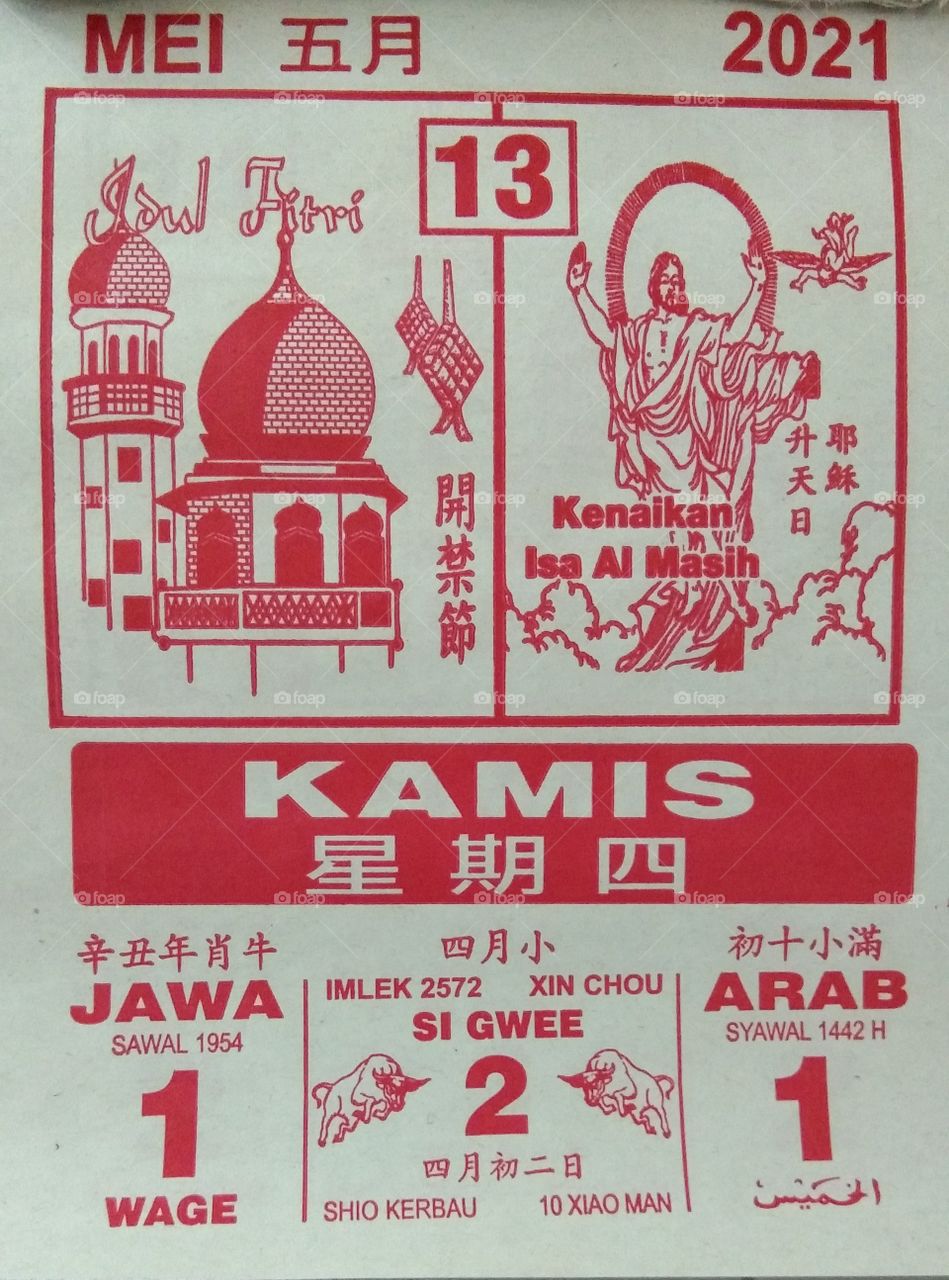 MEI 五月 2021
13
Idul Fitri
開禁節
耶穌
升天日
Kenaikan
Isa Al Masih
KAMIS
星期四
辛丑年肖牛
JAWA
SAWAL 1954
1
WAGE
四月小
IMLEK 2572 XIN CHOU
SI GWEE
2
四月初二日
SHIO KERBAU 10 XIAO MAN
初十小滿
ARAB
SYAWAL 1442 H
1
الخميس
foap